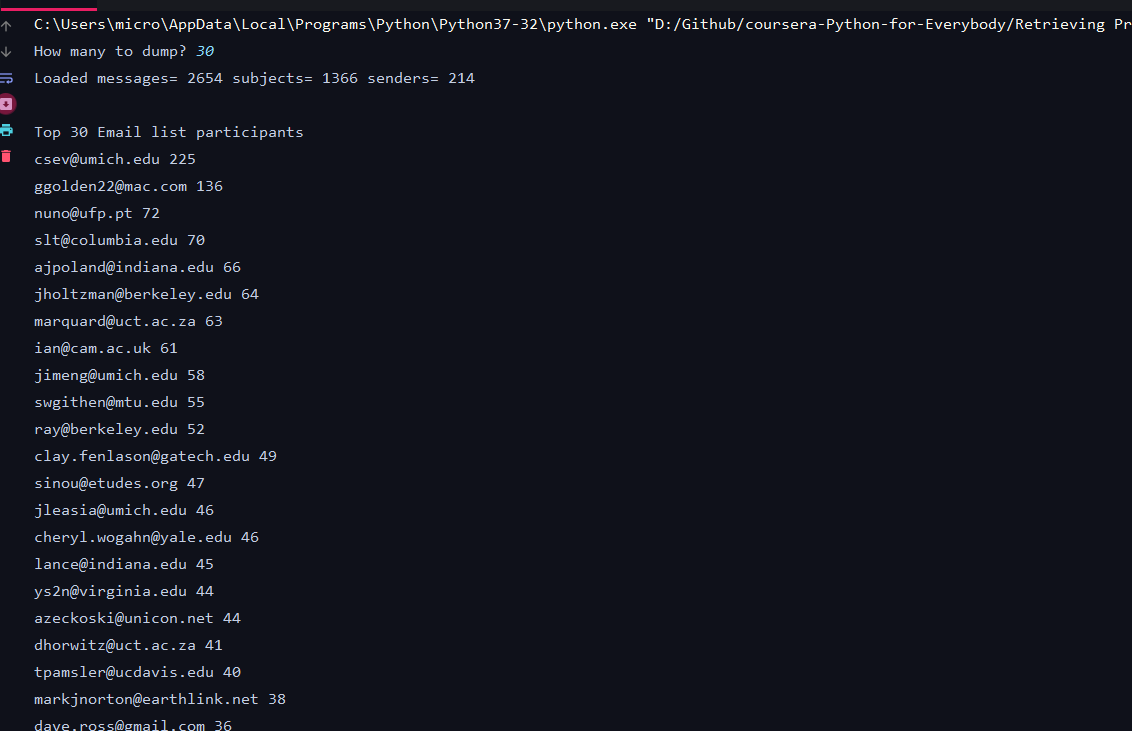 C:\Users\micro\AppData\Local\Programs\Python\Python37-32\python.exe "D:/Github/coursera-Python-for-Everybody/Retrieving Pr
How many to dump? 30
Loaded messages= 2654 subjects= 1366 senders= 214
Top 30 Email list participants
csev@umich.edu 225
ggolden22@mac.com 136
nuno@ufp.pt 72
slt@columbia.edu 70
ajpoland@indiana.edu 66
jholtzman@berkeley.edu 64
marquard@uct.ac.za 63
ian@cam.ac.uk 61
jimeng@umich.edu 58
swgithen@mtu.edu 55
ray@berkeley.edu 52
clay.fenlason@gatech.edu 49
sinou@etudes.org 47
jleasia@umich.edu 46
cheryl.wogahn@yale.edu 46
lance@indiana.edu 45
ys2n@virginia.edu 44
azeckoski@unicon.net 44
dhorwitz@uct.ac.za 41
tpamsler@ucdavis.edu 40
markjnorton@earthlink.net 38
dave.ross@gmail.com 36